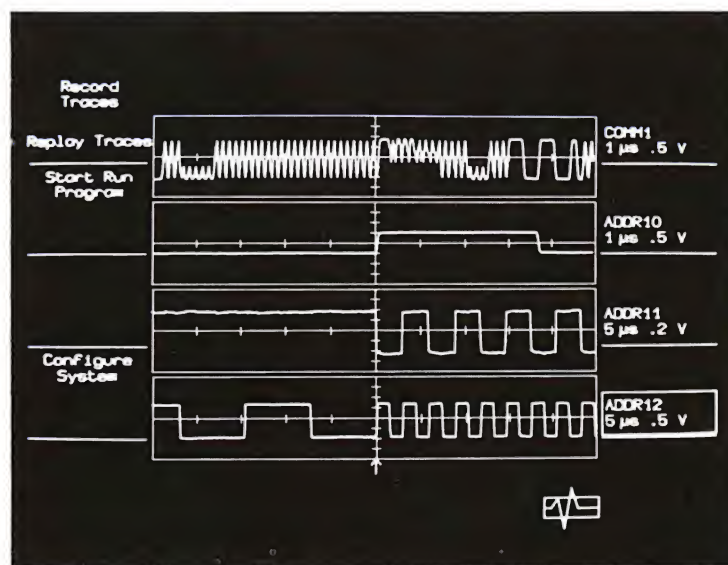 Record
Traces
Replay Traces
Start Run
Program
Configure
System
COMM1
1 µs .5 V
ADDR10
1 µs .5 V
ADDR11
5 µs .2 V
ADDR12
5 µs .5 V